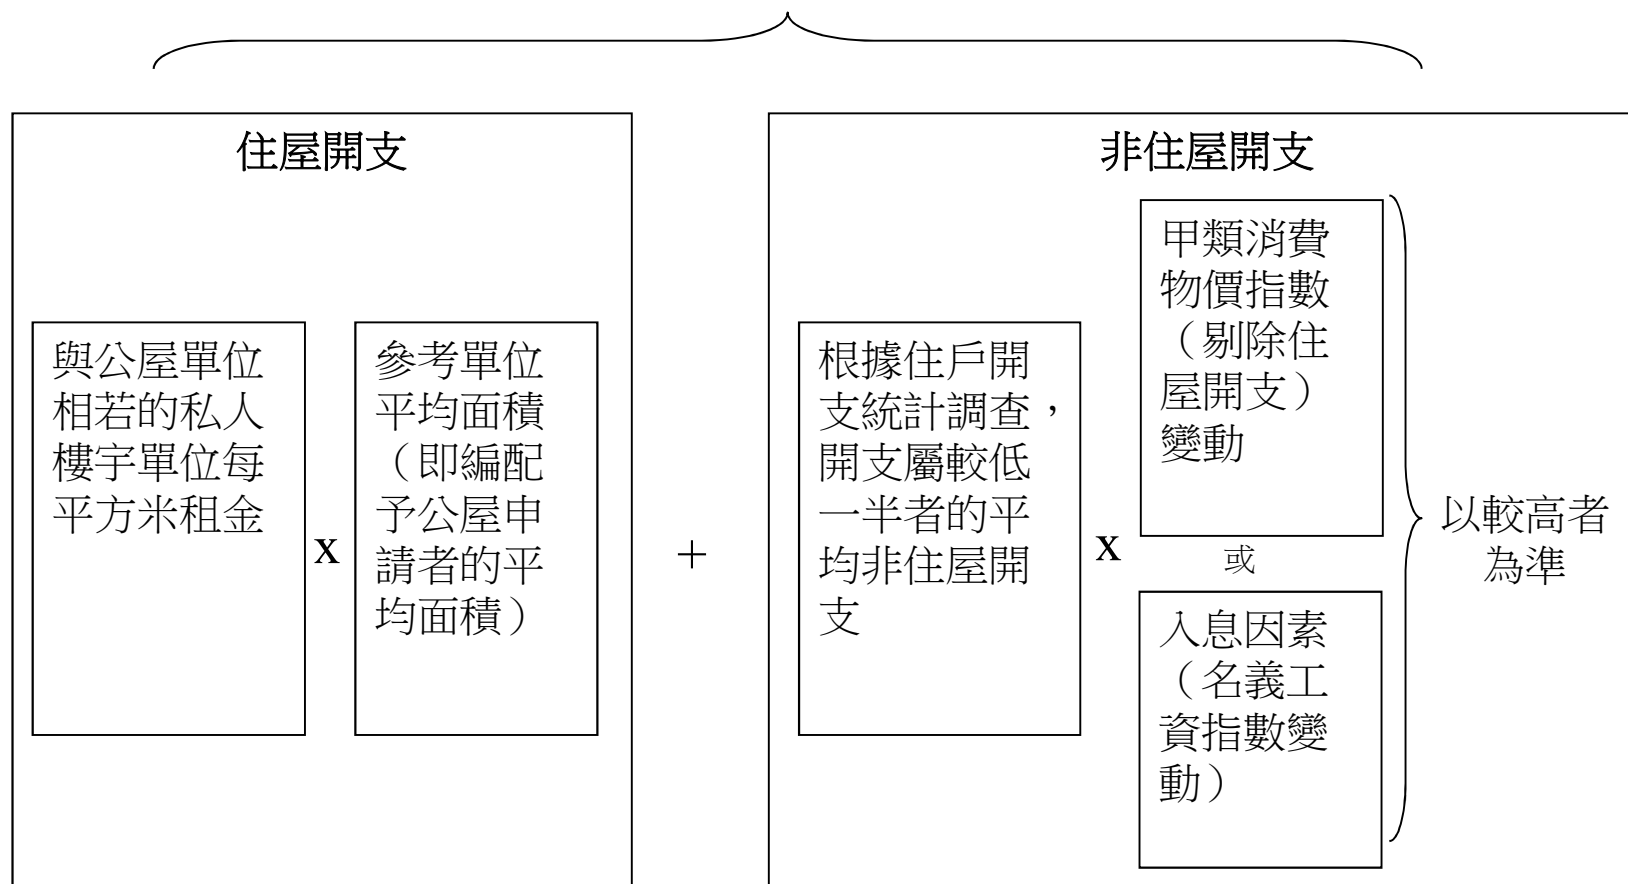 住屋開支
與公屋單位
相若的私人
樓宇單位每
平方米租金
x
參考單位
平均面積
（即編配
予公屋申
請者的平
均面積）
+
非住屋開支
根據住戶開
支統計調查，
開支屬較低
一半者的平
均非住屋開
支
x
甲類消費
物價指數
（剔除住
屋開支）
變動
或
入息因素
（名義工
資指數變
動）
以較高者
為準